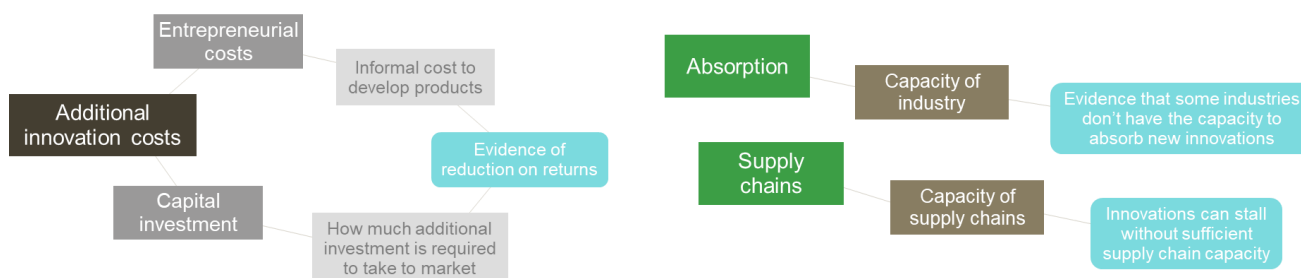 Entrepreneurial
costs
Informal cost to
develop products
Additional
innovation costs
Evidence of
reduction on returns
Capital
investment
How much additional
investment is required
to take to market
Absorption
Capacity of
industry
Evidence that some industries
don’t have the capacity to
absorb new innovations
Supply
chains
Capacity of
supply chains
Innovations can stall
without sufficient
supply chain capacity